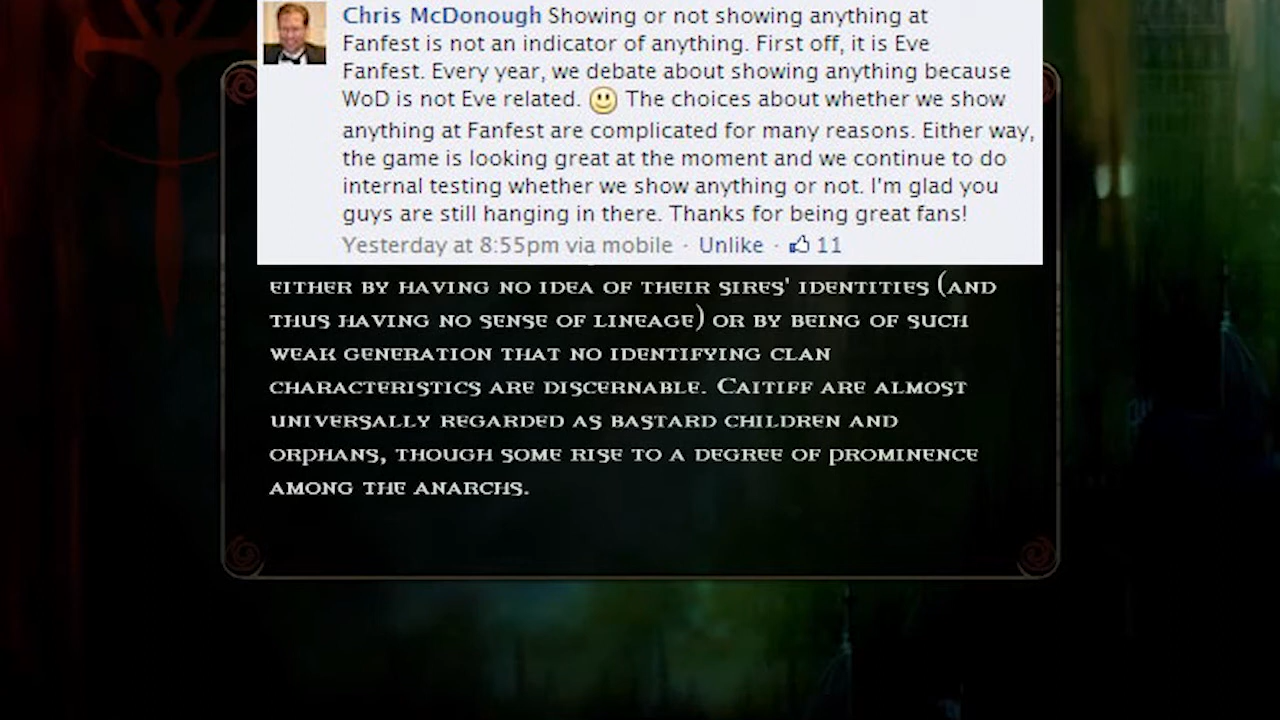 Chris McDonough Showing or not showing anything at
Fanfest is not an indicator of anything. First off, it is Eve
Fanfest. Every year, we debate about showing anything because
WoD is not Eve related. The choices about whether we show
anything at Fanfest are complicated for many reasons. Either way,
the game is looking great at the moment and we continue to do
internal testing whether we show anything or not. I'm glad you
guys are still hanging in there. Thanks for being great fans!
Yesterday at 8:55pm via mobile · Unlike · 11
either by having no idea of their sires' identities (and
thus having no sense of lineage) or by being of such
weak generation that no identifying clan
characteristics are discernable. Caitiff are almost
universally regarded as bastard children and
orphans, though some rise to a degree of prominence
among the anarchs.